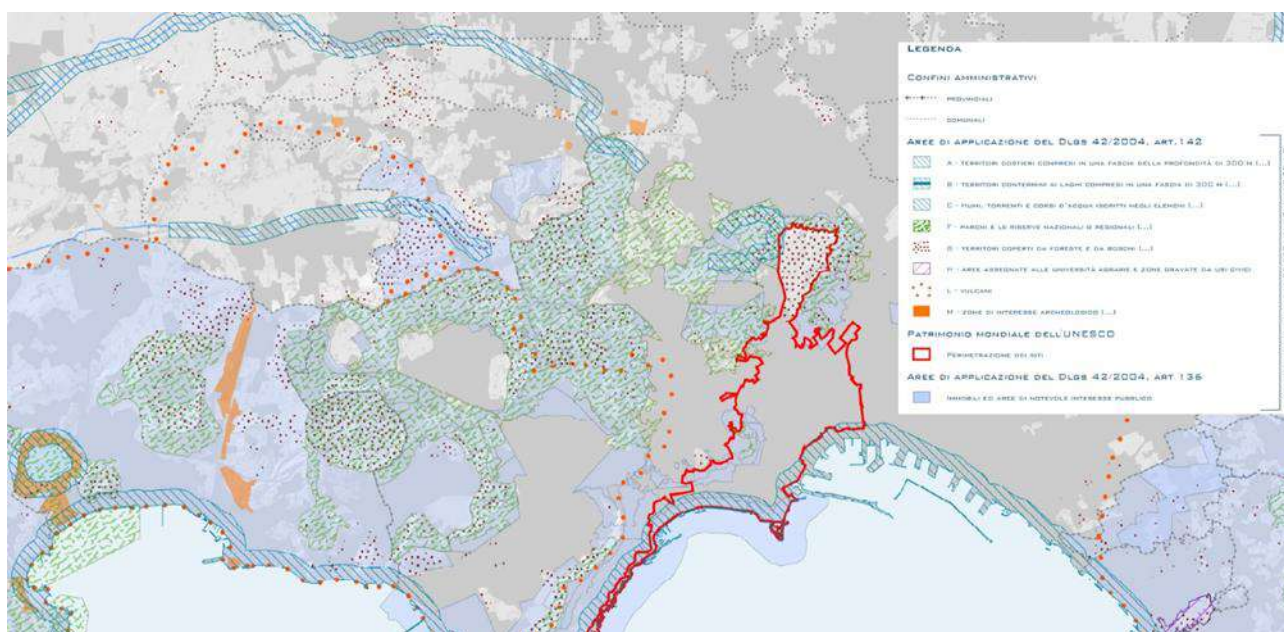 LEGENDA
CONFINI AMMINISTRATIVI
PROVINCIALI
COMUNALI
AREE DI APPLICAZIONE DEL DLGS 42/2004, ART.142
A - TERRITORI COSTIERI COMPRESI IN UNA FASCIA DELLA PROFONDITÀ DI 300 M (...)
B - TERRITORI CONTERMINI AI LAGHI COMPRESI IN UNA FASCIA DI 300 M (...)
C - FIUMI, TORRENTI E CORSI D'ACQUA ISCRITTI NEGLI ELENCHI (...)
F - PARCHI E LE RISERVE NAZIONALI O REGIONALI (...)
G - TERRITORI COPERTI DA FORESTE E DA BOSCHI (...)
H - AREE ASSEGNATE ALLE UNIVERSITÀ AGRARIE E ZONE GRAVATE DA USI CIVICI
L - VULCANI
M - ZONE DI INTERESSE ARCHEOLOGICO (...)
PATRIMONIO MONDIALE DELL'UNESCO
PERIMETRAZIONE DEI SITI
AREE DI APPLICAZIONE DEL DLGS 42/2004, ART 136
IMMOBILI ED AREE DI NOTEVOLE INTERESSE PUBBLICO